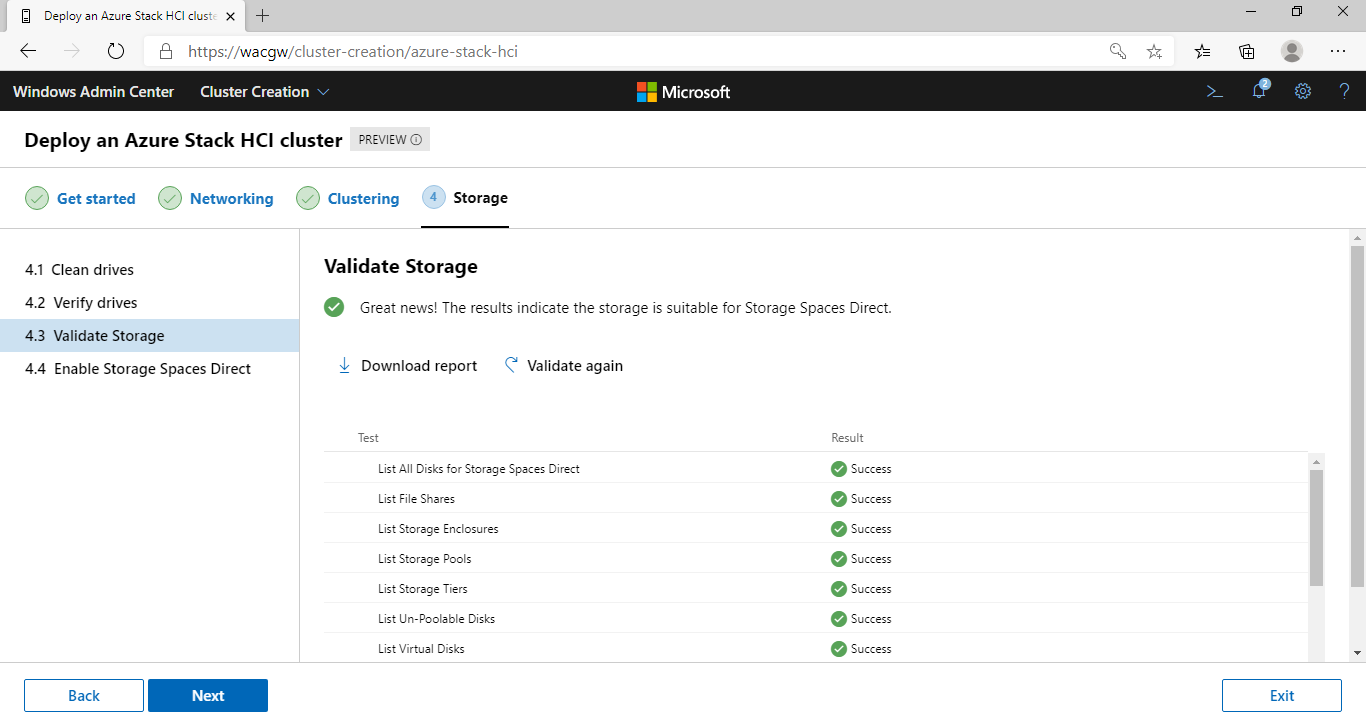 Deploy an Azure Stack HCI cluste
https://wacgw/cluster-creation/azure-stack-hci
Windows Admin Center
Cluster Creation
Microsoft
2
Deploy an Azure Stack HCI cluster
PREVIEW
Get started
Networking
Clustering
4 Storage
4.1 Clean drives
4.2 Verify drives
4.3 Validate Storage
4.4 Enable Storage Spaces Direct
Validate Storage
Great news! The results indicate the storage is suitable for Storage Spaces Direct.
Download report
Validate again
Test Result
List All Disks for Storage Spaces Direct Success
List File Shares Success
List Storage Enclosures Success
List Storage Pools Success
List Storage Tiers Success
List Un-Poolable Disks Success
List Virtual Disks Success
Back
Next
Exit